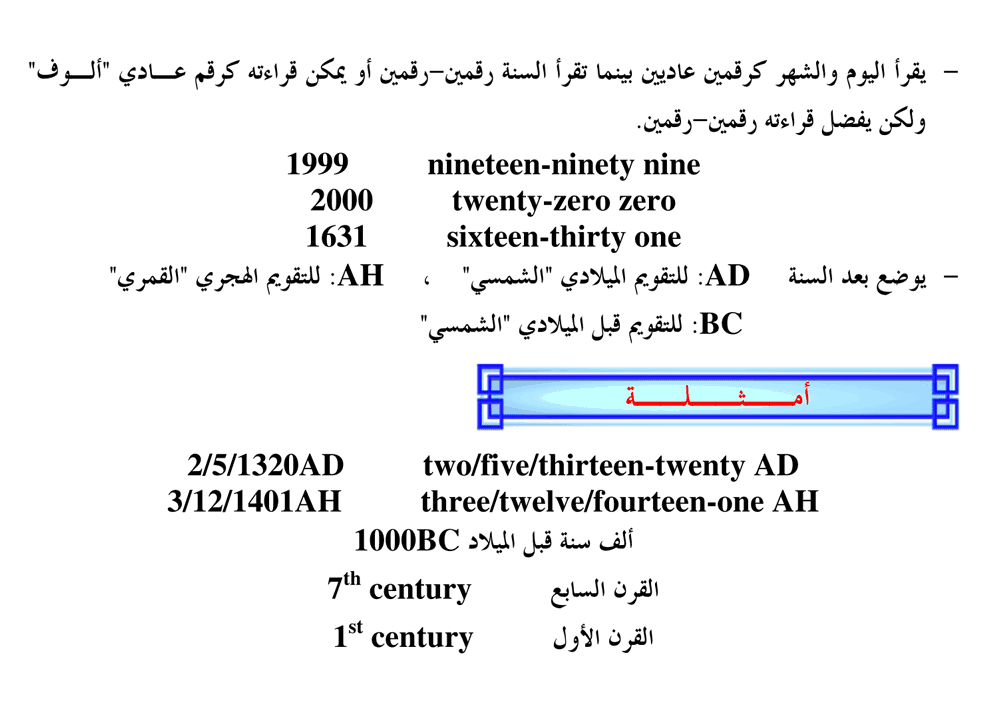 – يقرأ اليوم والشهر كرقمين عاديين بينما تقرأ السنة رقمين–رقمين أو يمكن قراءته كرقم عـــادي "ألـــوف"
ولكن يفضل قراءته رقمين–رقمين.
1999 nineteen-ninety nine
2000 twenty-zero zero
1631 sixteen-thirty one
– يوضع بعد السنة AD: للتقويم الميلادي "الشمسي" ، AH: للتقويم الهجري "القمري"
BC: للتقويم قبل الميلادي "الشمسي"
أمـــــثـــــلـــــة
2/5/1320AD two/five/thirteen-twenty AD
3/12/1401AH three/twelve/fourteen-one AH
1000BC ألف سنة قبل الميلاد
7th century القرن السابع
1st century القرن الأول